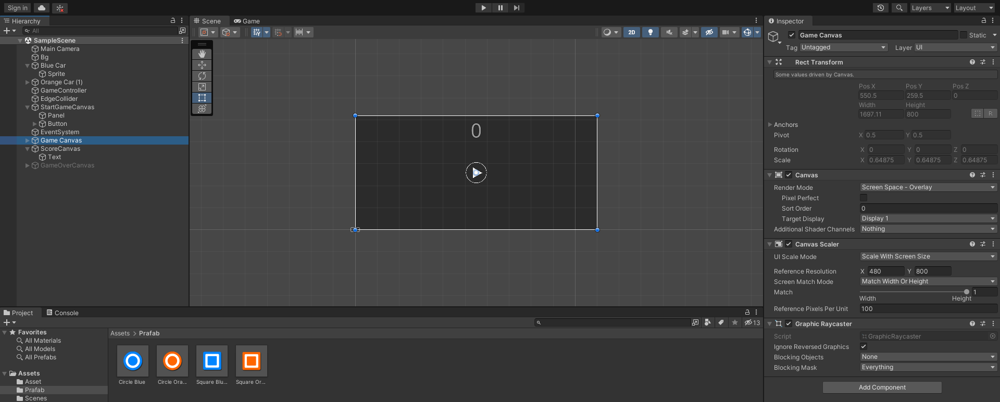 Sign in
Layers
Layout
Hierarchy
All
SampleScene
Main Camera
Bg
Blue Car
Sprite
Orange Car (1)
GameController
EdgeCollider
StartGameCanvas
Panel
Button
EventSystem
Game Canvas
ScoreCanvas
Text
GameOverCanvas
Scene
Game
2D
0
Inspector
Game Canvas
Static
Tag Untagged
Layer UI
Rect Transform
Some values driven by Canvas.
Pos X Pos Y Pos Z
550.5 259.5 0
Width Height
1697.11 800
R
Anchors
Pivot X 0.5 Y 0.5
Rotation X 0 Y 0 Z 0
Scale X 0.64875 Y 0.64875 Z 0.64875
Canvas
Render Mode Screen Space - Overlay
Pixel Perfect
Sort Order 0
Target Display Display 1
Additional Shader Channels Nothing
Canvas Scaler
UI Scale Mode Scale With Screen Size
Reference Resolution X 480 Y 800
Screen Match Mode Match Width Or Height
Match 1
Width Height
Reference Pixels Per Unit 100
Graphic Raycaster
Script GraphicRaycaster
Ignore Reversed Graphics
Blocking Objects None
Blocking Mask Everything
Add Component
Project
Console
13
Favorites
All Materials
All Models
All Prefabs
Assets
Asset
Prafab
Scenes
Assets > Prafab
Circle Blue
Circle Ora...
Square Blu...
Square Or...